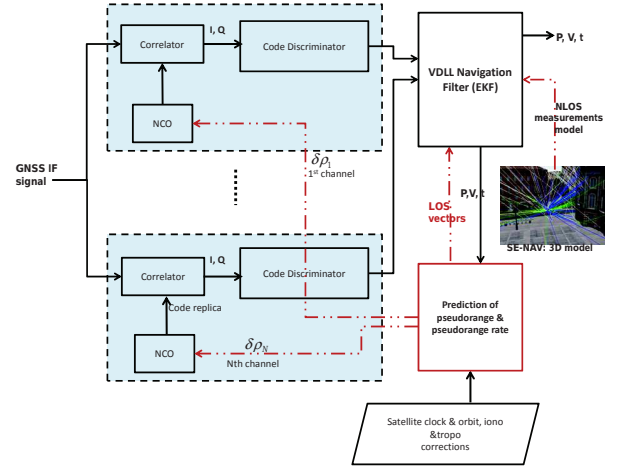 I, Q
Correlator
Code Discriminator
NCO
δρ1
1st channel
GNSS IF
signal
VDLL Navigation
Filter (EKF)
P, V, t
NLOS
measurements
model
P,V, t
LOS
vectors
SE-NAV: 3D model
I, Q
Correlator
Code Discriminator
Code replica
NCO
δρN
Nth channel
Prediction of
pseudorange &
pseudorange rate
Satellite clock & orbit, iono
&tropo
corrections